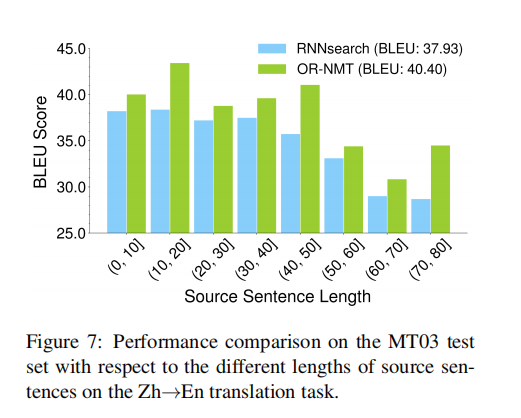 45.0
40.0
35.0
30.0
25.0
BLEU Score
RNNsearch (BLEU: 37.93)
OR-NMT (BLEU: 40.40)
(0, 10]
(10, 20]
(20, 30]
(30, 40]
(40, 50]
(50, 60]
(60, 70]
(70, 80]
Source Sentence Length
Figure 7: Performance comparison on the MT03 test
set with respect to the different lengths of source sen-
tences on the Zh→En translation task.